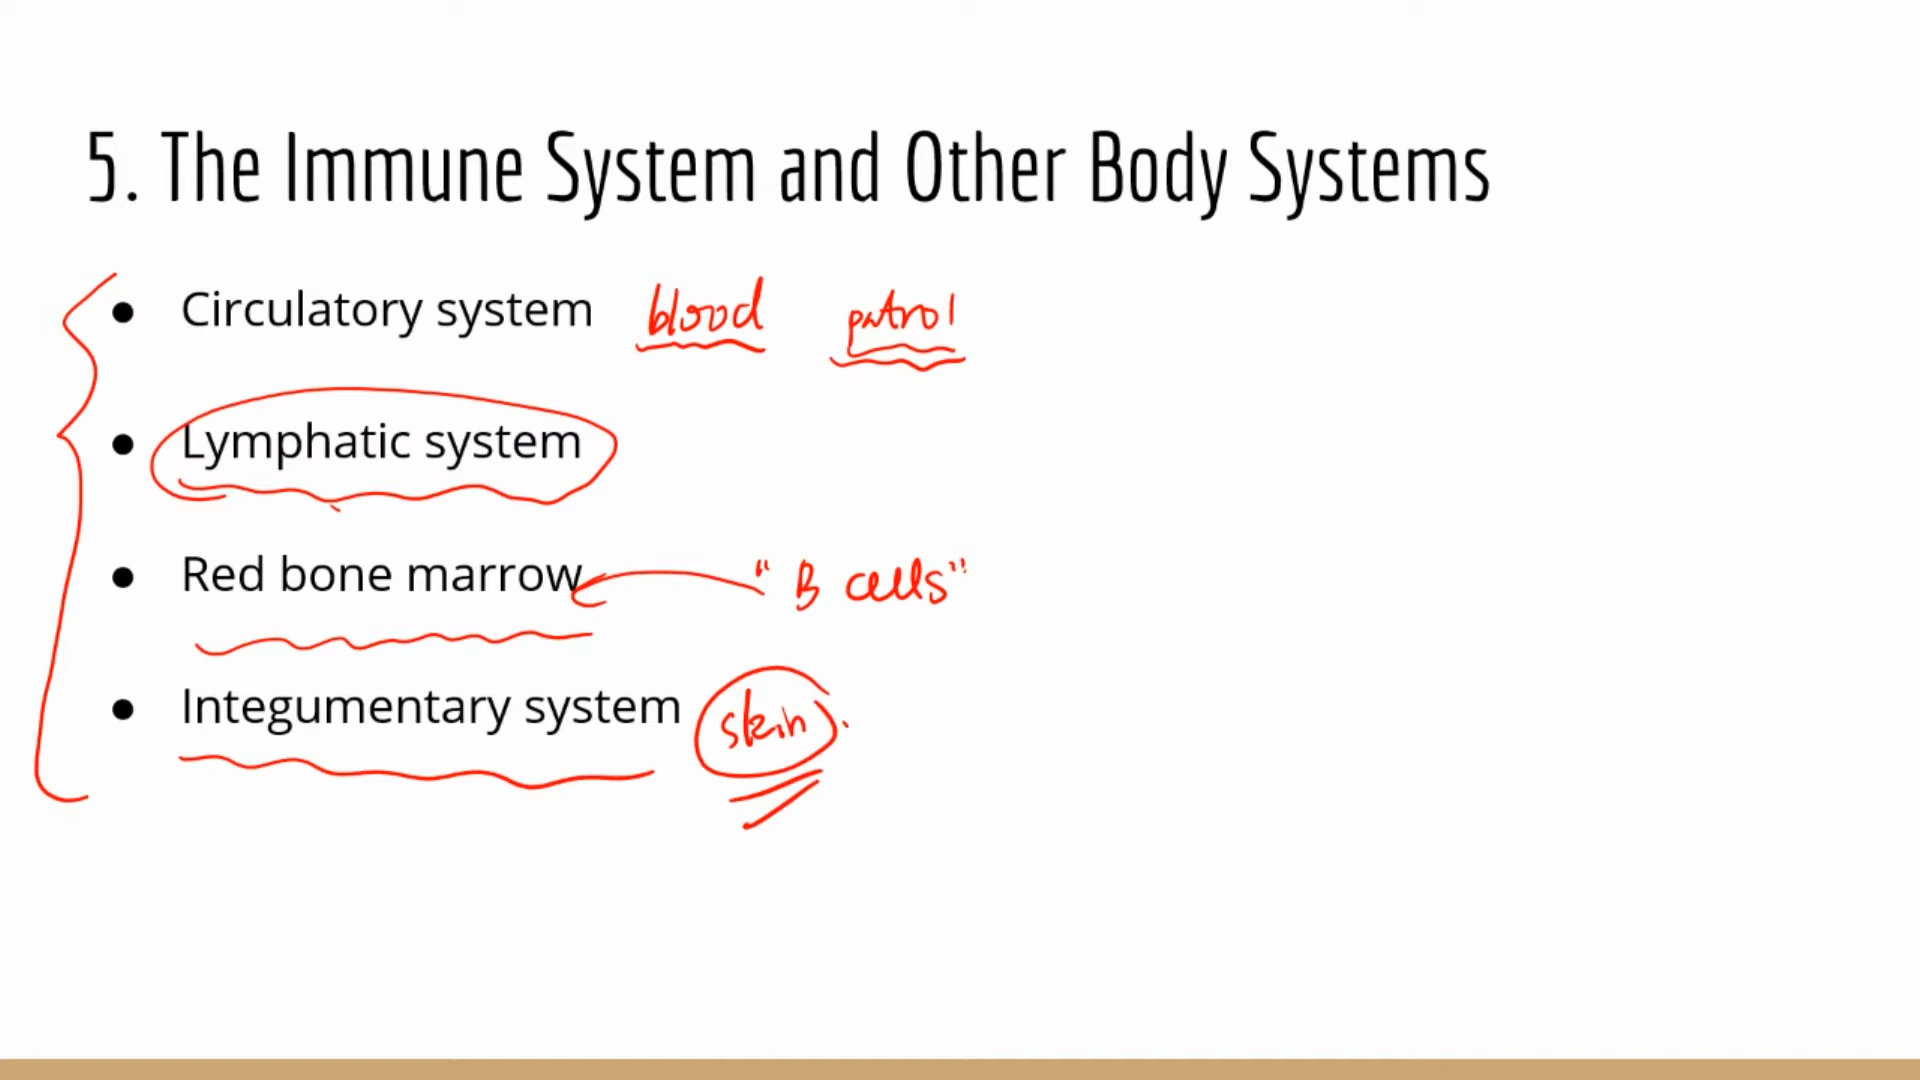 5. The Immune System and Other Body Systems
● Circulatory system blood patrol
● Lymphatic system
● Red bone marrow "B cells"
● Integumentary system skin.